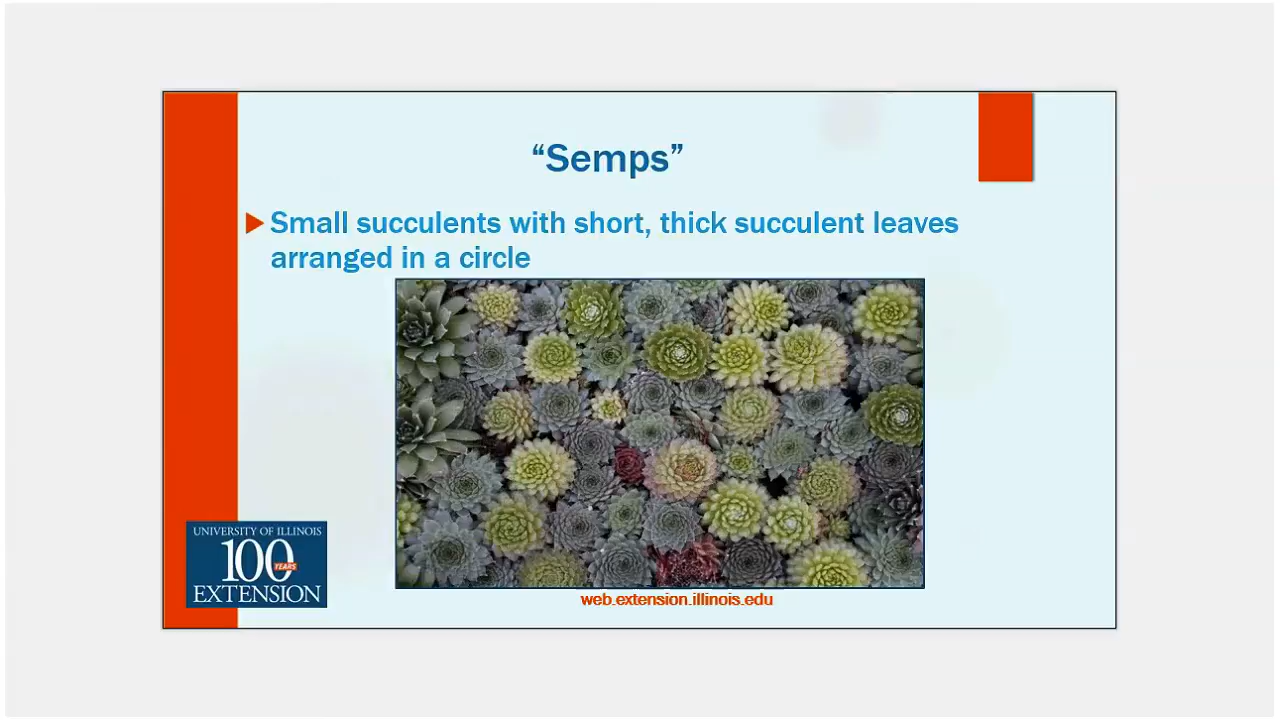 “Semps”
Small succulents with short, thick succulent leaves
arranged in a circle
UNIVERSITY OF ILLINOIS
100 YEARS
EXTENSION
web.extension.illinois.edu